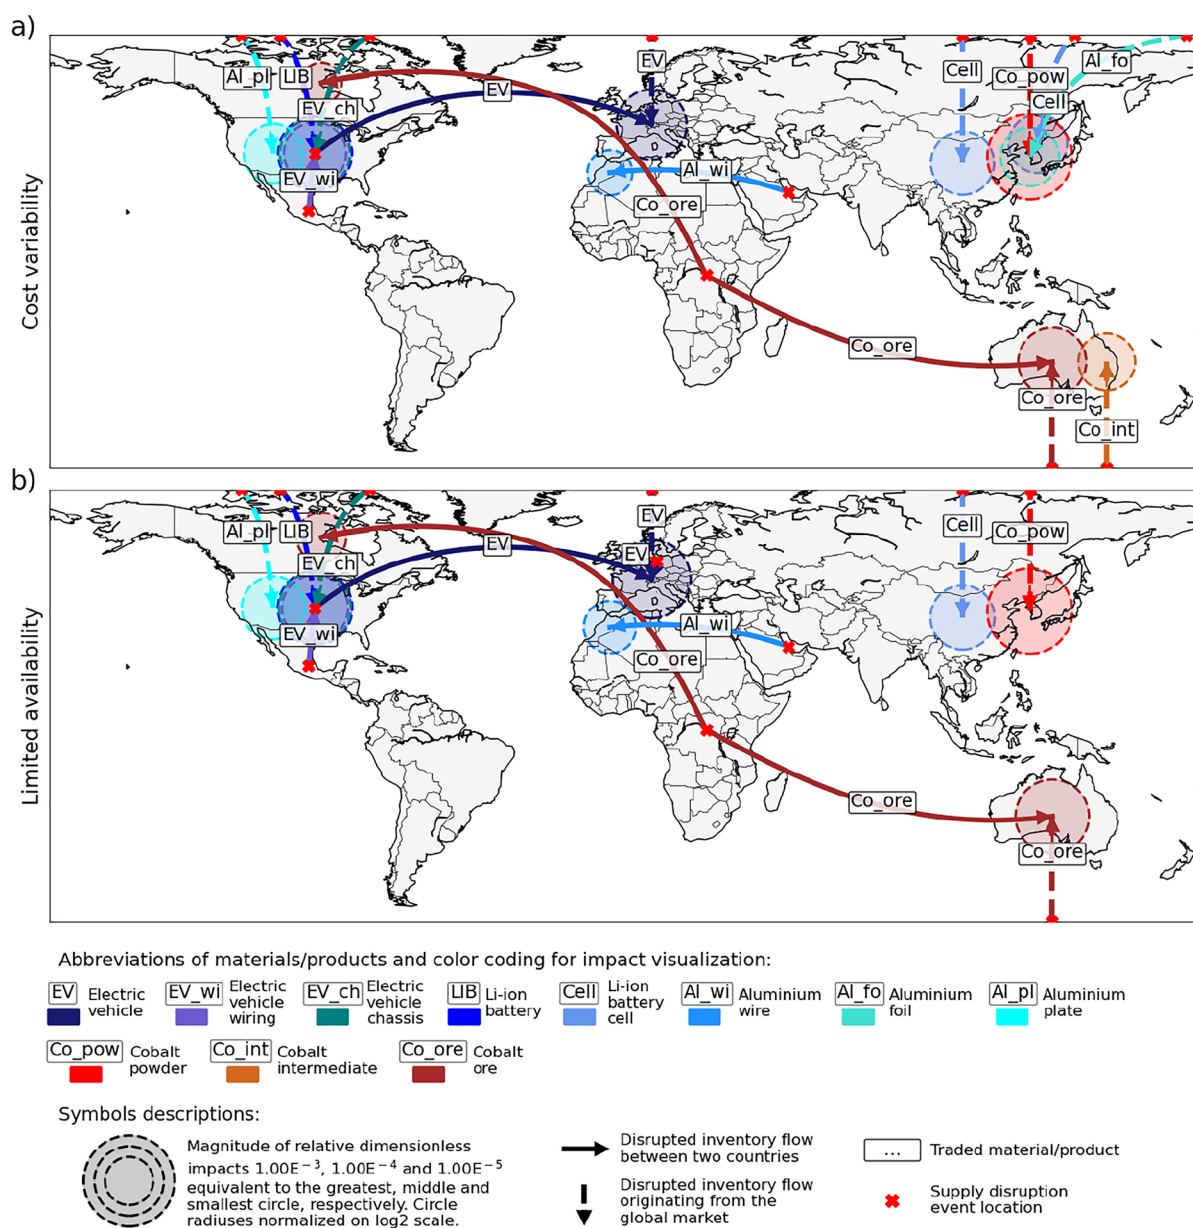 a)
Al_pl
LIB
EV
Cell
Co_pow
Al_fo
EV
EV_ch
Cell
EV_wi
Al_wi
Co_ore
Co_ore
Co_ore
Co_int
Cost variability
b)
EV
Al_pl
LIB
Cell
Co_pow
EV
EV
EV_ch
EV_wi
Al_wi
Co_ore
Co_ore
Co_ore
Limited availability
Abbreviations of materials/products and color coding for impact visualization:
EV Electric vehicle
EV_wi Electric vehicle wiring
EV_ch Electric vehicle chassis
LIB Li-ion battery
Cell Li-ion battery cell
Al_wi Aluminium wire
Al_fo Aluminium foil
Al_pl Aluminium plate
Co_pow Cobalt powder
Co_int Cobalt intermediate
Co_ore Cobalt ore
Symbols descriptions:
Magnitude of relative dimensionless
impacts 1.00E⁻³, 1.00E⁻⁴ and 1.00E⁻⁵
equivalent to the greatest, middle and
smallest circle, respectively. Circle
radiuses normalized on log2 scale.
Disrupted inventory flow
between two countries
Disrupted inventory flow
originating from the
global market
... Traded material/product
Supply disruption
event location